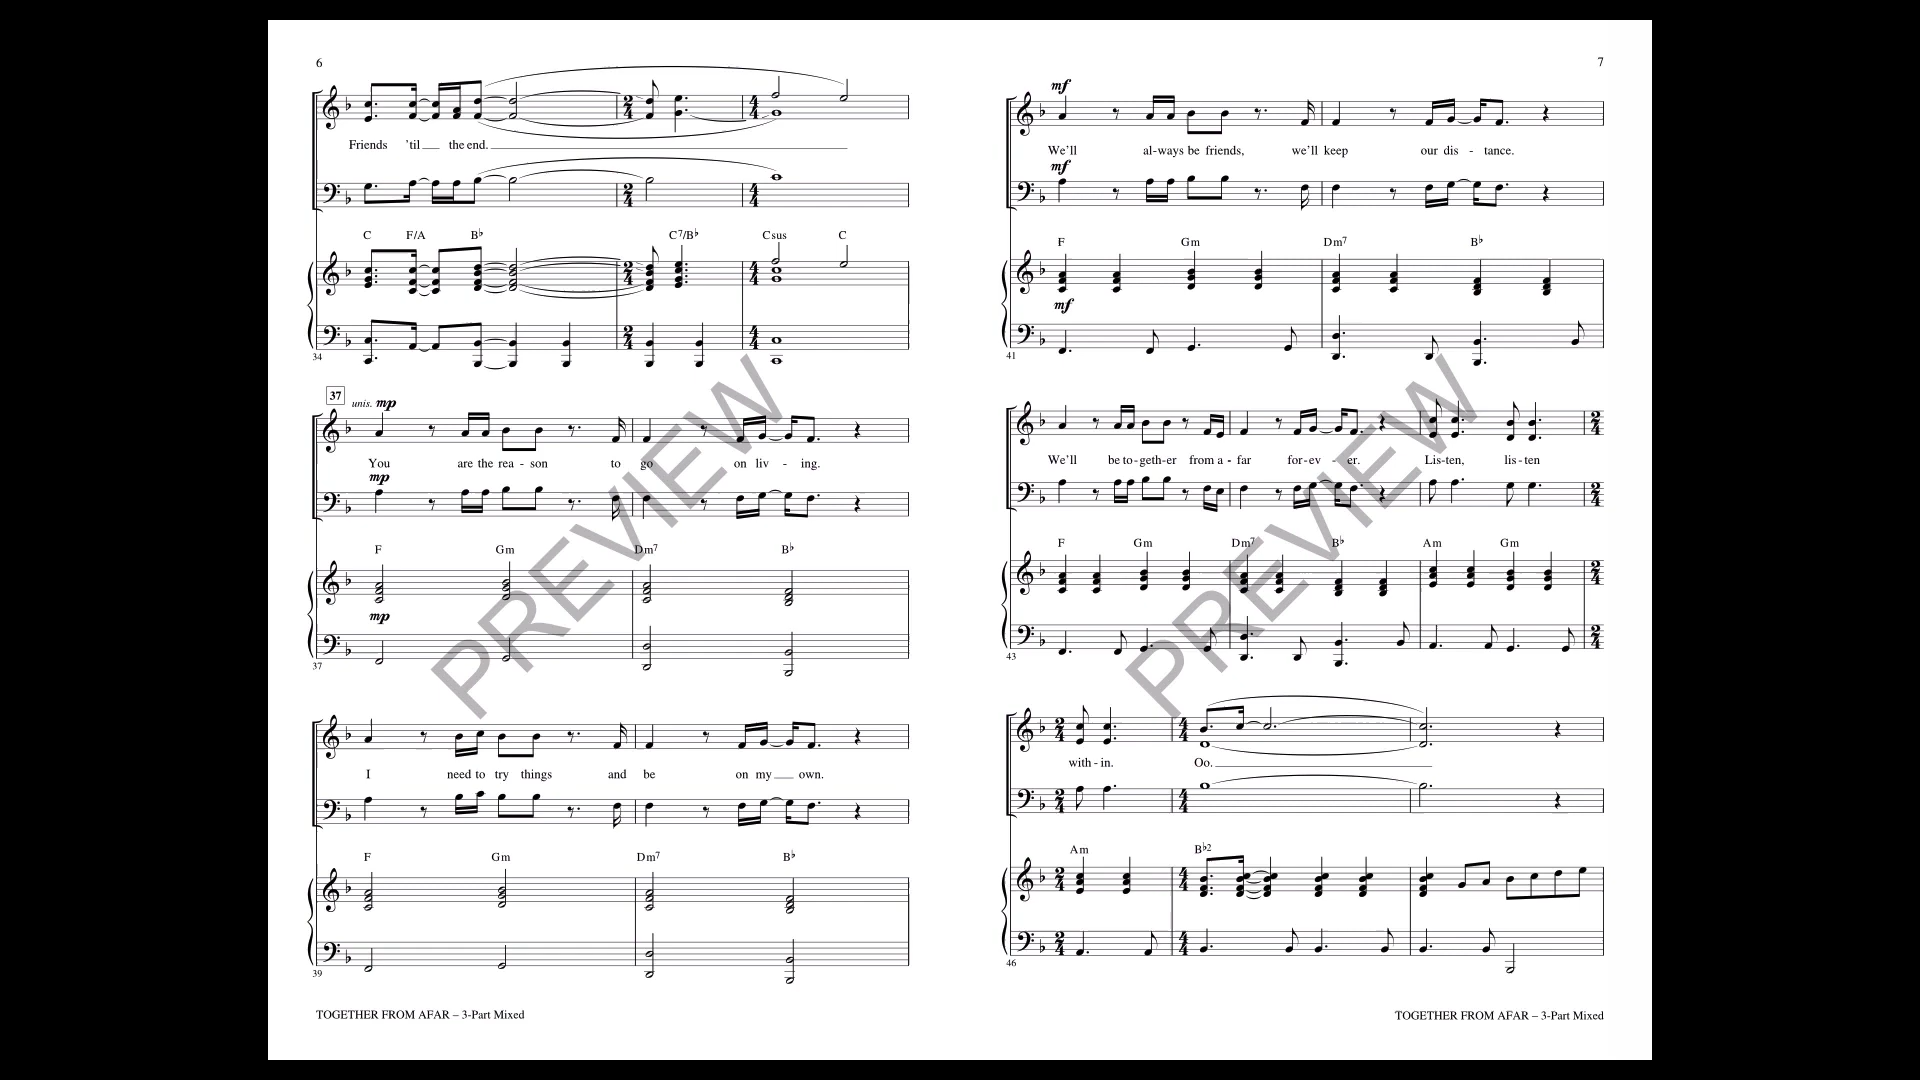 6
Friends 'til the end.
C F/A B♭ C7/B♭ Csus C
34
37 unis. mp
You are the rea - son to go on liv - ing.
mp
F Gm Dm7 B♭
mp
37
I need to try things and be on my own.
F Gm Dm7 B♭
39
TOGETHER FROM AFAR – 3-Part Mixed
PREVIEW
7
mf
We'll al-ways be friends, we'll keep our dis - tance.
mf
F Gm Dm7 B♭
mf
41
We'll be to-geth-er from a - far for-ev - er. Lis-ten, lis-ten
F Gm Dm7 B♭ Am Gm
43
with - in. Oo.
Am B♭2
46
TOGETHER FROM AFAR – 3-Part Mixed
PREVIEW